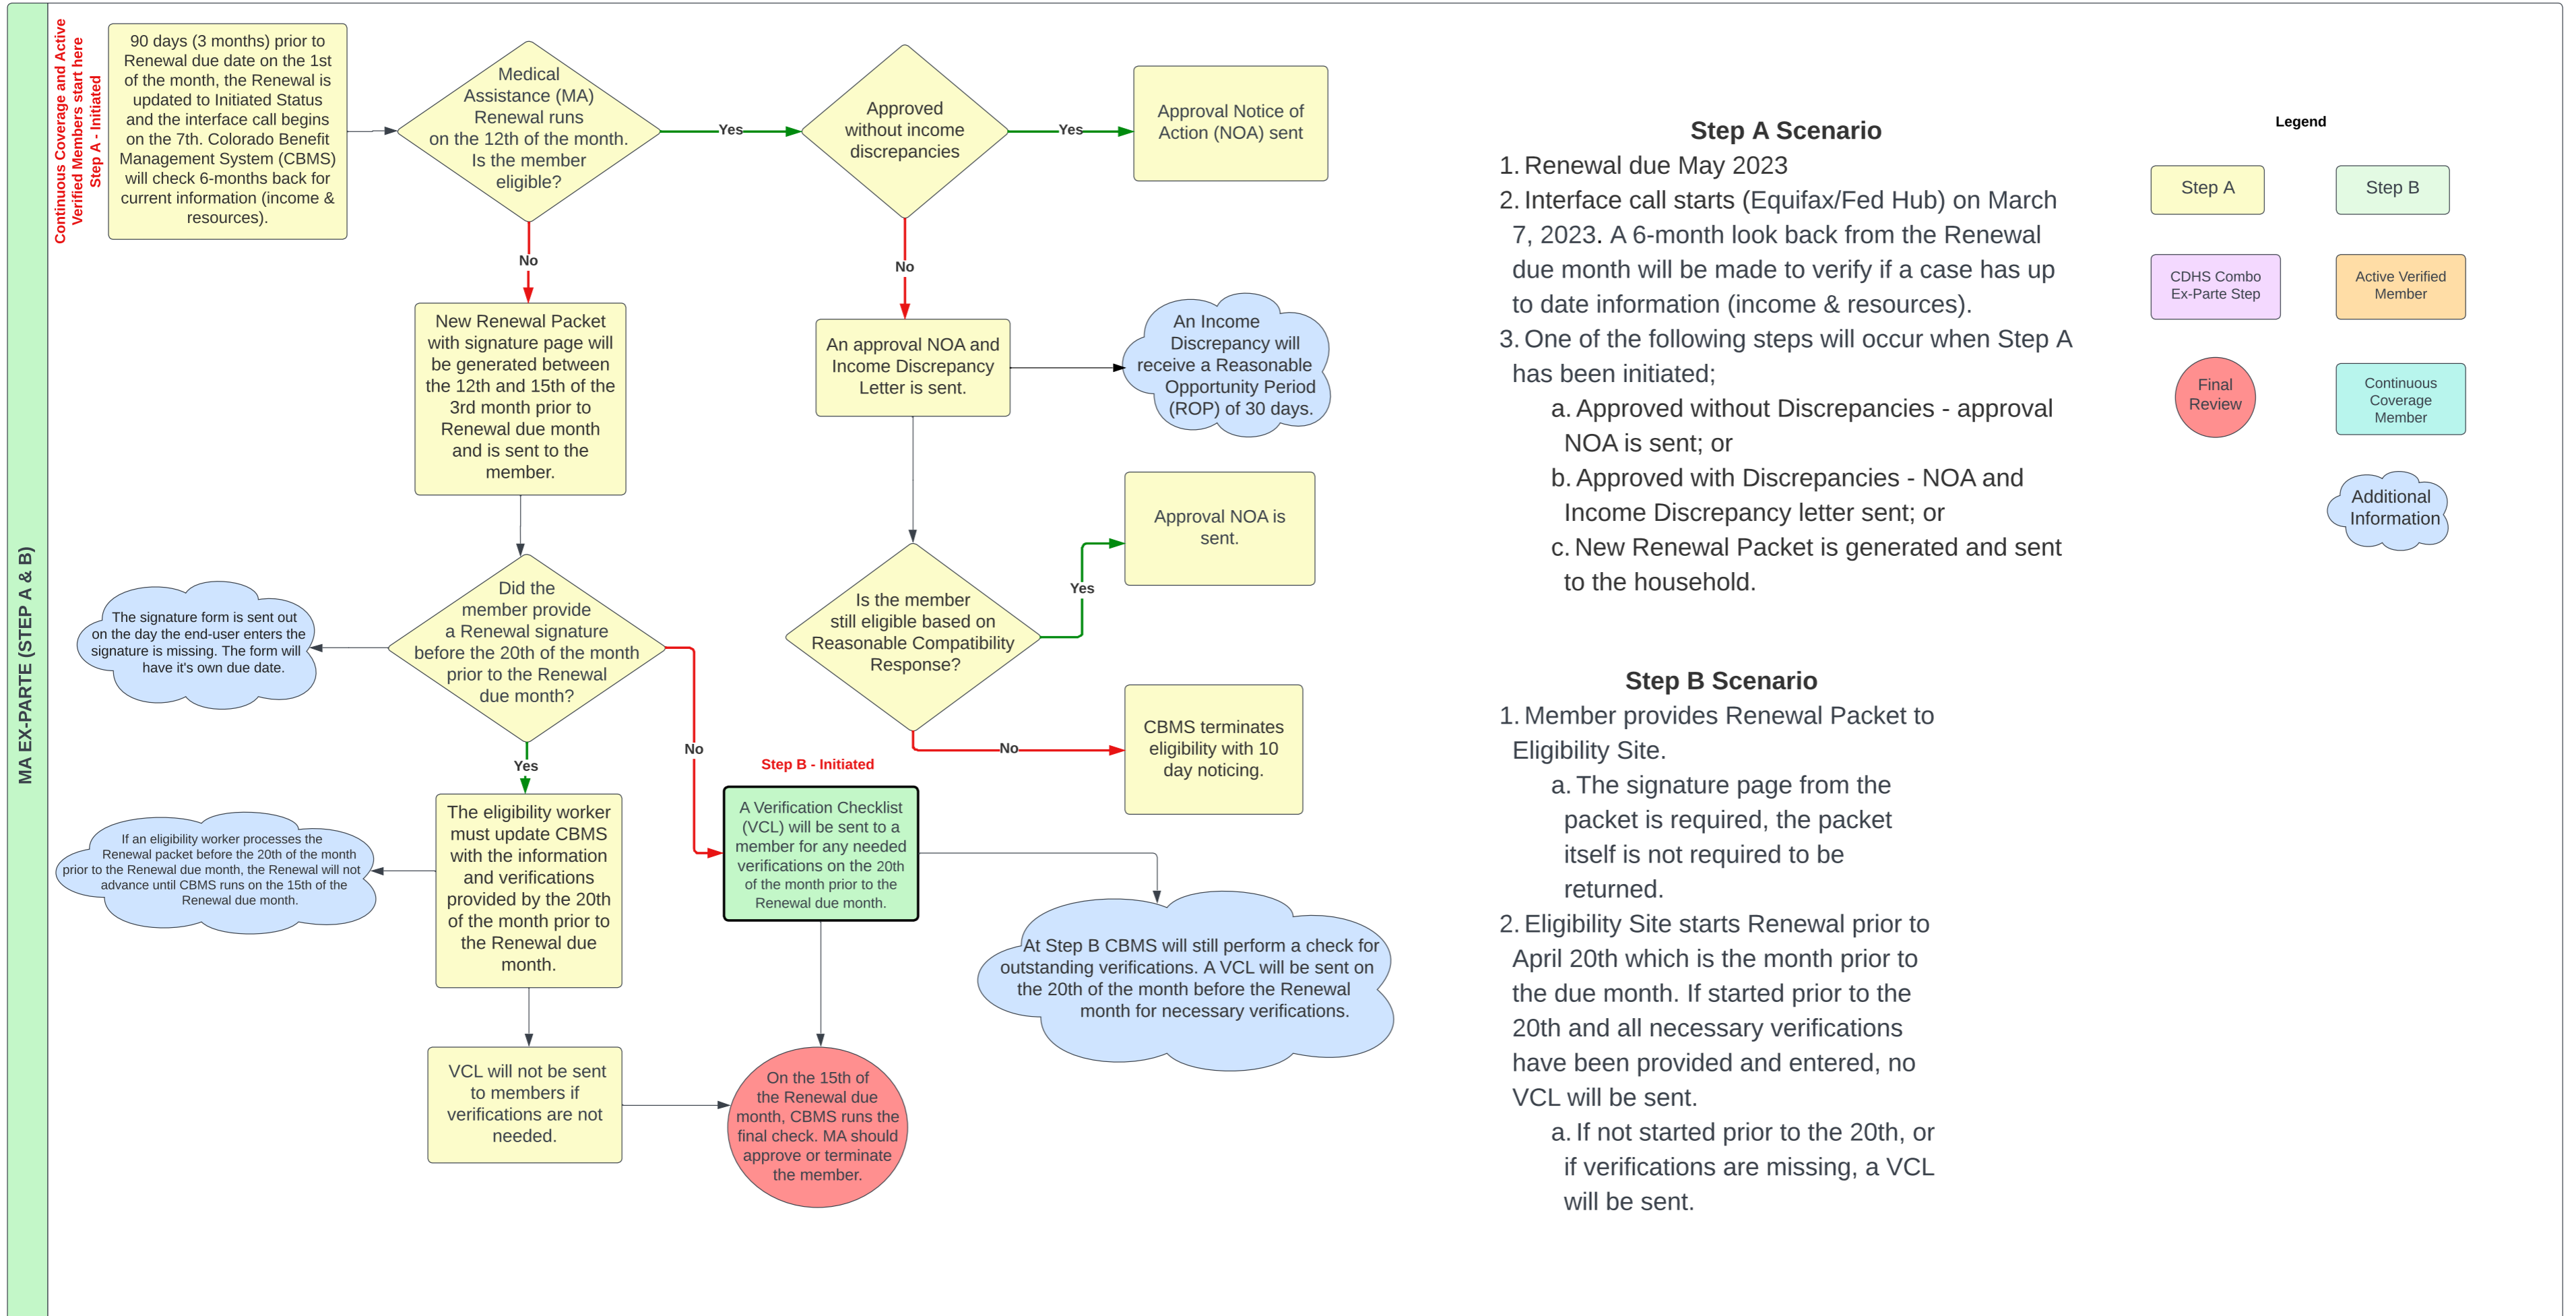 MA EX-PARTE (STEP A & B)
Continuous Coverage and Active
Verified Members start here
Step A - Initiated
90 days (3 months) prior to
Renewal due date on the 1st
of the month, the Renewal is
updated to Initiated Status
and the interface call begins
on the 7th. Colorado Benefit
Management System (CBMS)
will check 6-months back for
current information (income &
resources).
Medical
Assistance (MA)
Renewal runs
on the 12th of the month.
Is the member
eligible?
Yes
Approved
without income
discrepancies
Yes
Approval Notice of
Action (NOA) sent
No
No
New Renewal Packet
with signature page will
be generated between
the 12th and 15th of the
3rd month prior to
Renewal due month
and is sent to the
member.
An approval NOA and
Income Discrepancy
Letter is sent.
An Income
Discrepancy will
receive a Reasonable
Opportunity Period
(ROP) of 30 days.
Approval NOA is
sent.
Yes
Is the member
still eligible based on
Reasonable Compatibility
Response?
No
CBMS terminates
eligibility with 10
day noticing.
Did the
member provide
a Renewal signature
before the 20th of the month
prior to the Renewal
due month?
The signature form is sent out
on the day the end-user enters the
signature is missing. The form will
have it's own due date.
No
Yes
Step B - Initiated
The eligibility worker
must update CBMS
with the information
and verifications
provided by the 20th
of the month prior to
the Renewal due
month.
If an eligibility worker processes the
Renewal packet before the 20th of the month
prior to the Renewal due month, the Renewal will not
advance until CBMS runs on the 15th of the
Renewal due month.
A Verification Checklist
(VCL) will be sent to a
member for any needed
verifications on the 20th
of the month prior to the
Renewal due month.
At Step B CBMS will still perform a check for
outstanding verifications. A VCL will be sent on
the 20th of the month before the Renewal
month for necessary verifications.
VCL will not be sent
to members if
verifications are not
needed.
On the 15th of
the Renewal due
month, CBMS runs the
final check. MA should
approve or terminate
the member.
Step A Scenario
1. Renewal due May 2023
2. Interface call starts (Equifax/Fed Hub) on March
7, 2023. A 6-month look back from the Renewal
due month will be made to verify if a case has up
to date information (income & resources).
3. One of the following steps will occur when Step A
has been initiated;
a. Approved without Discrepancies - approval
NOA is sent; or
b. Approved with Discrepancies - NOA and
Income Discrepancy letter sent; or
c. New Renewal Packet is generated and sent
to the household.
Step B Scenario
1. Member provides Renewal Packet to
Eligibility Site.
a. The signature page from the
packet is required, the packet
itself is not required to be
returned.
2. Eligibility Site starts Renewal prior to
April 20th which is the month prior to
the due month. If started prior to the
20th and all necessary verifications
have been provided and entered, no
VCL will be sent.
a. If not started prior to the 20th, or
if verifications are missing, a VCL
will be sent.
Legend
Step A
Step B
CDHS Combo
Ex-Parte Step
Active Verified
Member
Final
Review
Continuous
Coverage
Member
Additional
Information